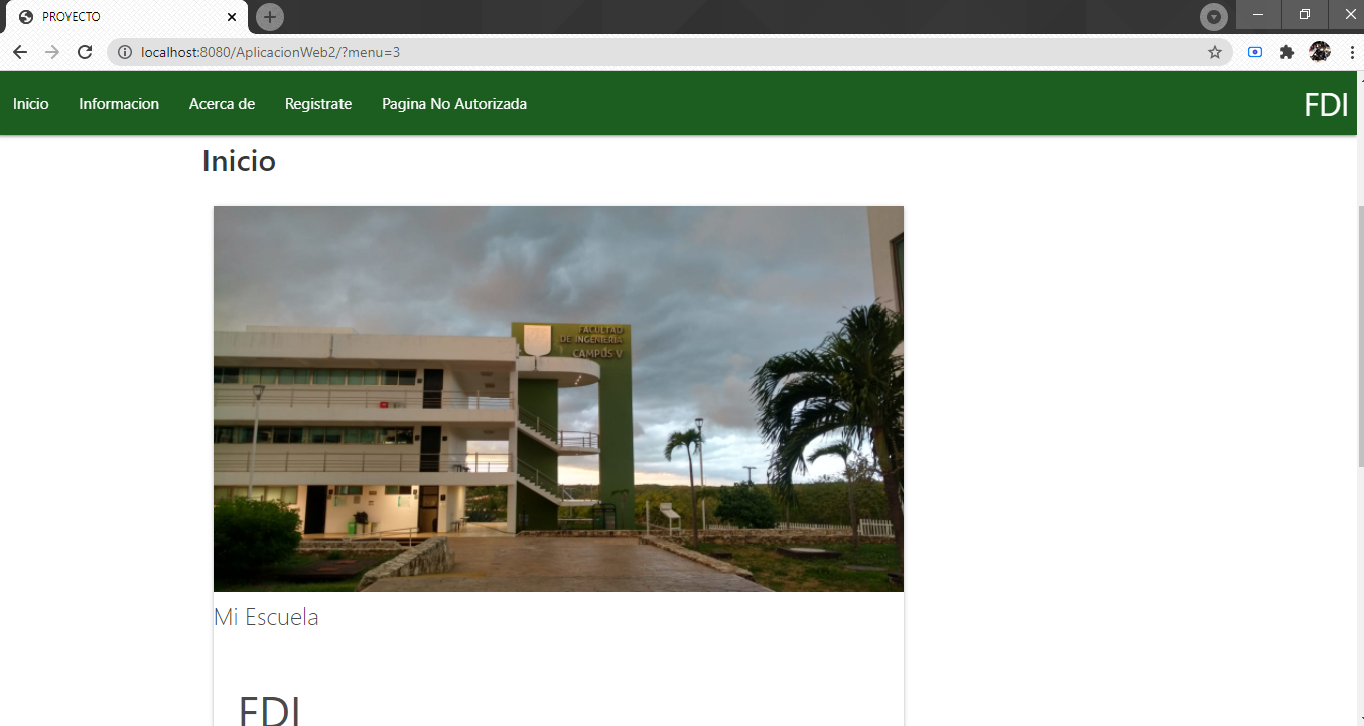 PROYECTO
localhost:8080/AplicacionWeb2/?menu=3
Inicio Informacion Acerca de Registrate Pagina No Autorizada FDI
Inicio
FACULTAD
DE INGENIERIA
CAMPUS V
Mi Escuela
FDI